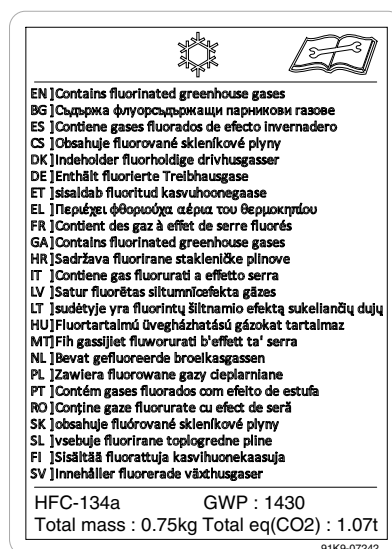 EN ]Contains fluorinated greenhouse gases
BG ]Съдържа флуорсъдържащи парникови газове
ES ]Contiene gases fluorados de efecto invernadero
CS ]Obsahuje fluorované skleníkové plyny
DK ]Indeholder fluorholdige drivhusgasser
DE ]Enthält fluorierte Treibhausgase
ET ]sisaldab fluoritud kasvuhoonegaase
EL ]Περιέχει φθοριούχα αέρια του θερμοκηπίου
FR ]Contient des gaz à effet de serre fluorés
GA]Contains fluorinated greenhouse gases
HR]Sadržava fluorirane stakleničke plinove
IT ]Contiene gas fluorurati a effetto serra
LV ]Satur fluorētas siltumnīcefekta gāzes
LT ]sudėtyje yra fluorintų šiltnamio efektą sukeliančių dujų
HU]Fluortartalmú üvegházhatású gázokat tartalmaz
MT]Fih gassijiet fluworurati b'effett ta' serra
NL ]Bevat gefluoreerde broeikasgassen
PL ]Zawiera fluorowane gazy cieplarniane
PT ]Contém gases fluorados com efeito de estufa
RO]Conține gaze fluorurate cu efect de seră
SK ]obsahuje fluórované skleníkové plyny
SL ]vsebuje fluorirane toplogredne pline
FI ]Sisältää fluorattuja kasvihuonekaasuja
SV ]Innehåller fluorerade växthusgaser
HFC-134a GWP : 1430
Total mass : 0.75kg Total eq(CO2) : 1.07t
91K9-07242